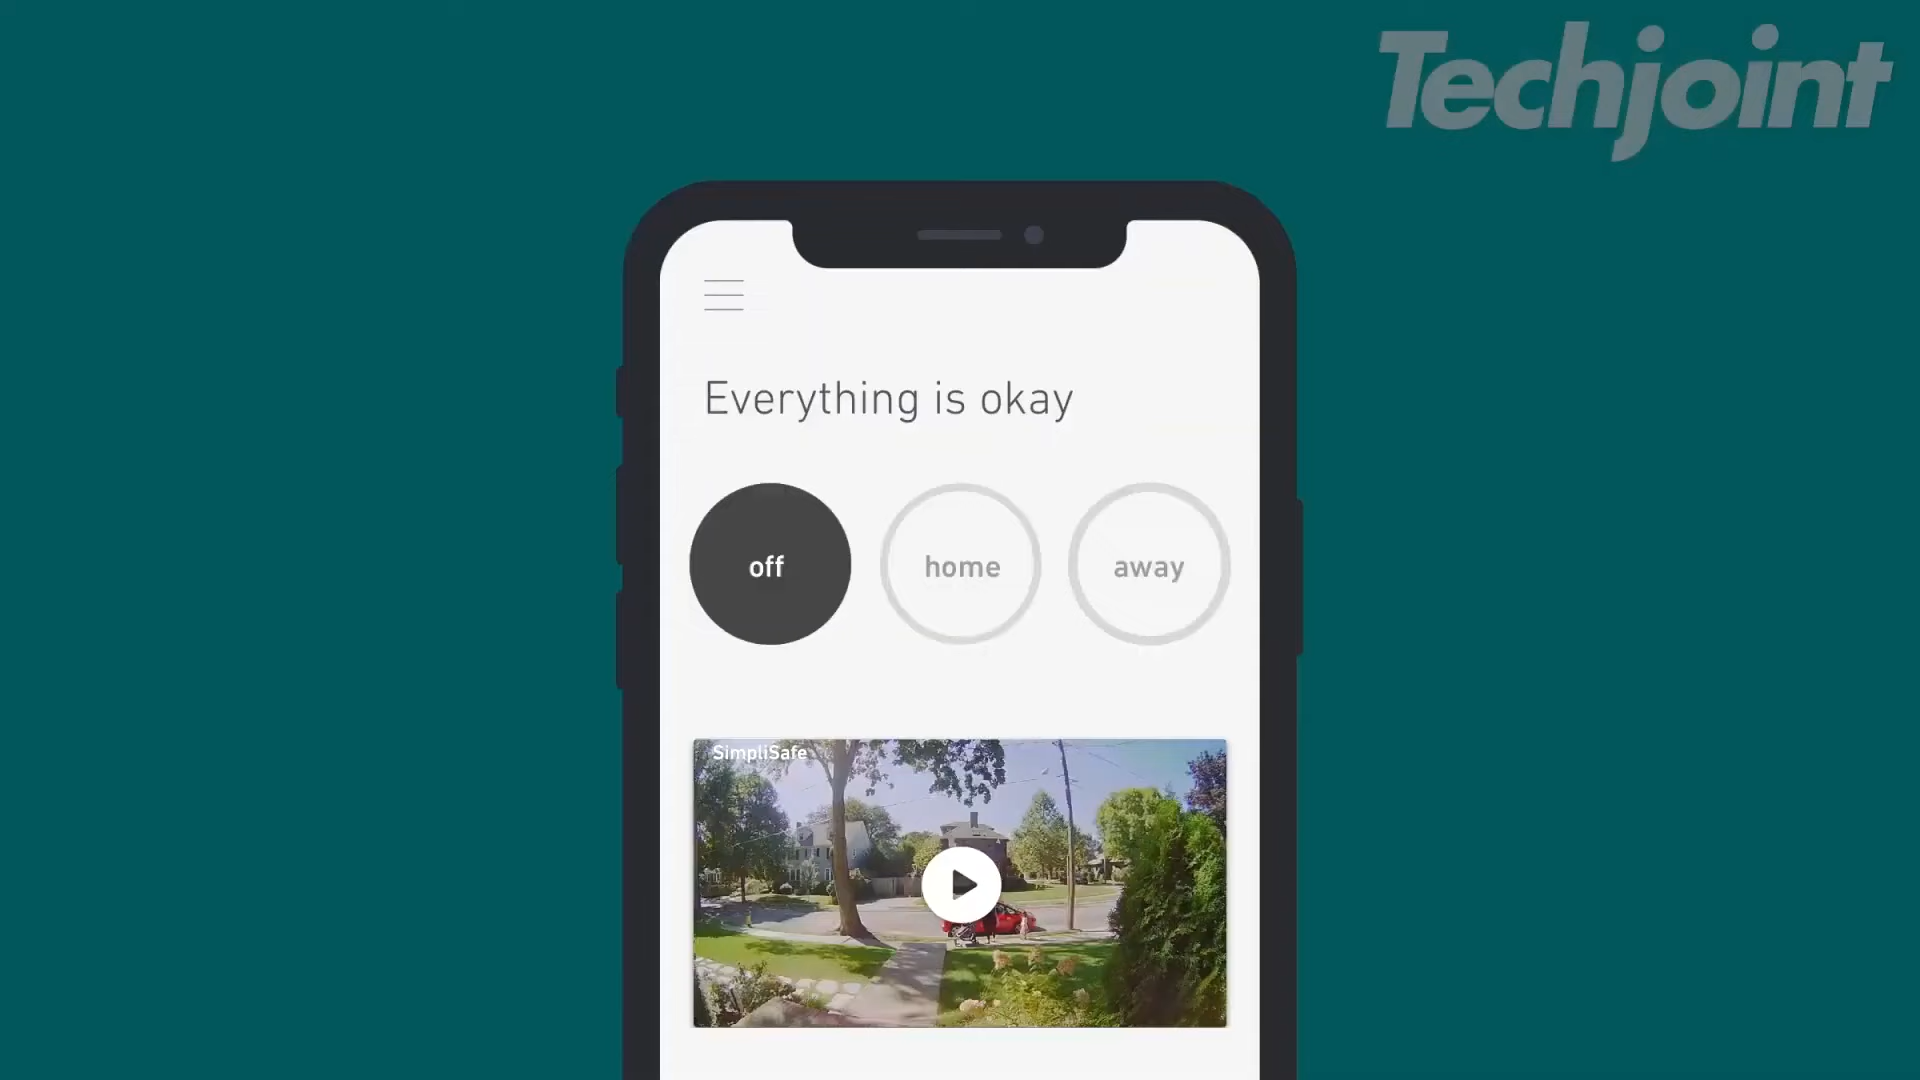 Techjoint
Everything is okay
off
home
away
SimpliSafe